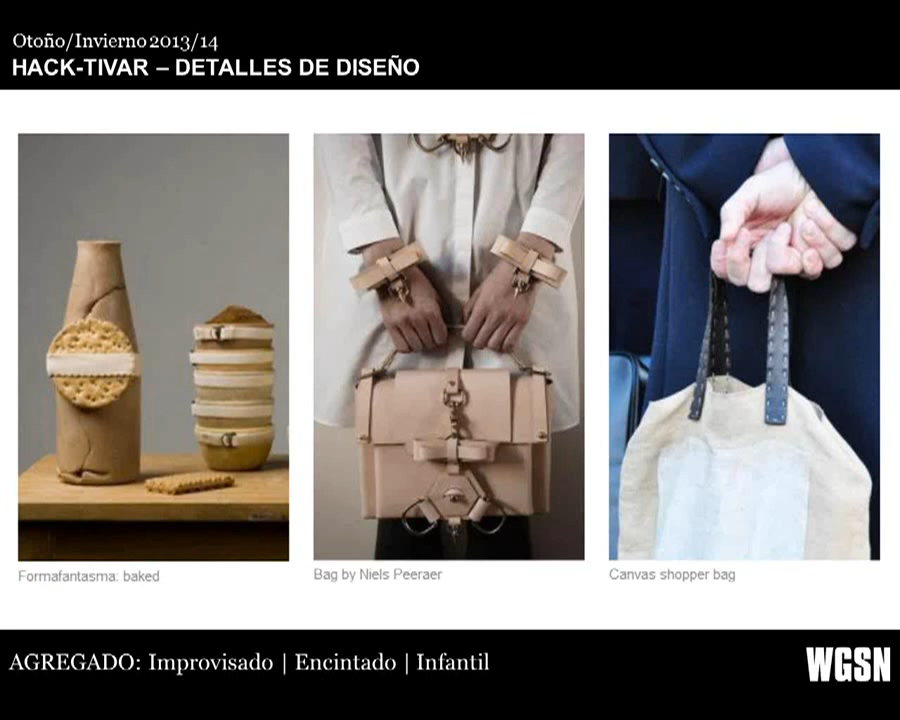 Otoño/Invierno 2013/14
HACK-TIVAR – DETALLES DE DISEÑO
Formafantasma: baked
Bag by Niels Peeraer
Canvas shopper bag
AGREGADO: Improvisado | Encintado | Infantil
WGSN